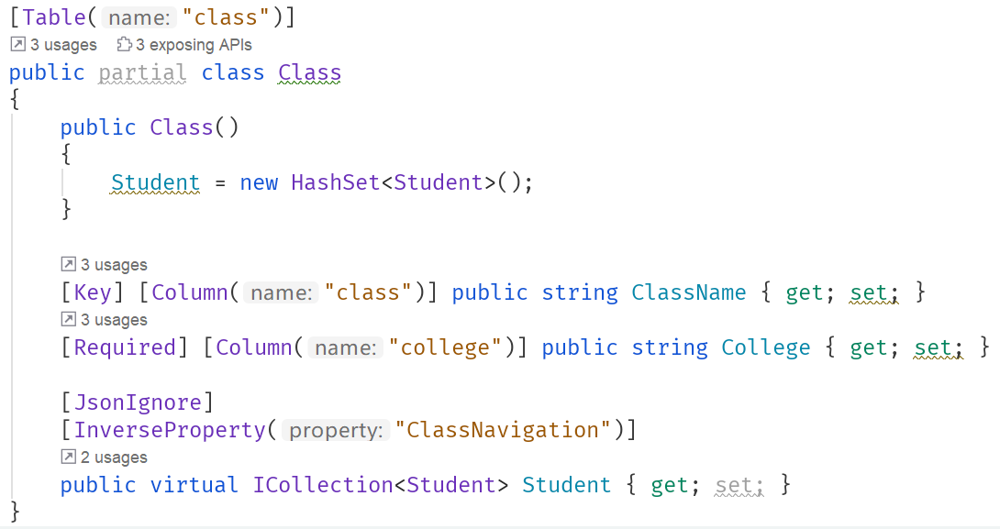 [Table( name: "class")]
3 usages 3 exposing APIs
public partial class Class
{
public Class()
{
Student = new HashSet<Student>();
}
3 usages
[Key] [Column( name: "class")] public string ClassName { get; set; }
3 usages
[Required] [Column( name: "college")] public string College { get; set; }
[JsonIgnore]
[InverseProperty( property: "ClassNavigation")]
2 usages
public virtual ICollection<Student> Student { get; set; }
}